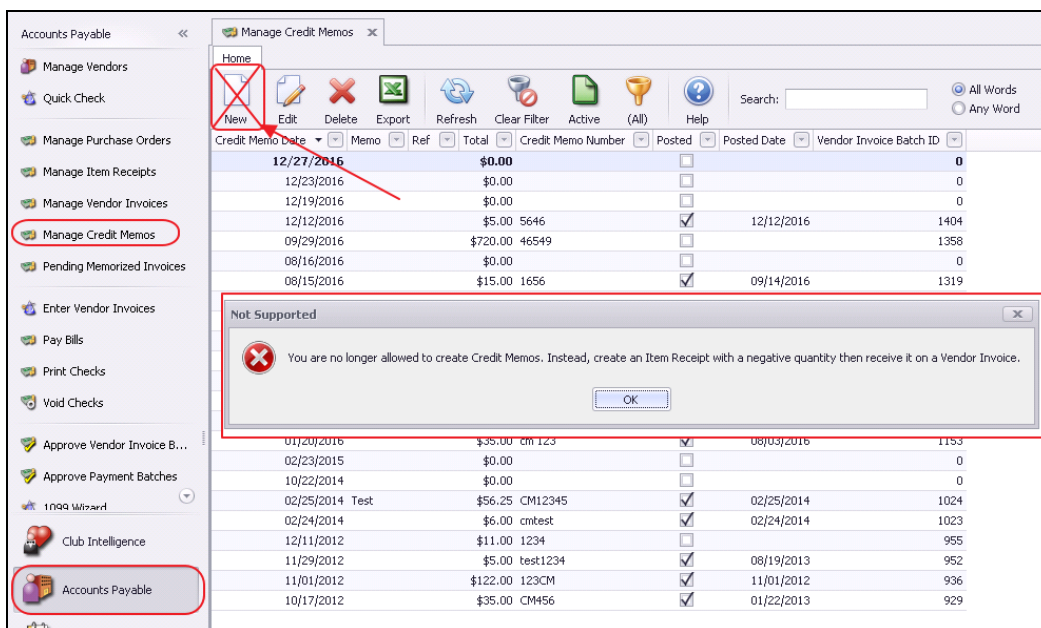 Accounts Payable «
Manage Vendors
Quick Check
Manage Purchase Orders
Manage Item Receipts
Manage Vendor Invoices
Manage Credit Memos
Pending Memorized Invoices
Enter Vendor Invoices
Pay Bills
Print Checks
Void Checks
Approve Vendor Invoice B...
Approve Payment Batches
1099 Wizard
Club Intelligence
Accounts Payable
Manage Credit Memos x
Home
New Edit Delete Export Refresh Clear Filter Active (All) Help Search: All Words
Any Word
Credit Memo Date Memo Ref Total Credit Memo Number Posted Posted Date Vendor Invoice Batch ID
12/27/2016 $0.00 0
12/23/2016 $0.00 0
12/19/2016 $0.00 0
12/12/2016 $5.00 5646 12/12/2016 1404
09/29/2016 $720.00 46549 1358
08/16/2016 $0.00 0
08/15/2016 $15.00 1656 09/14/2016 1319
Not Supported x
You are no longer allowed to create Credit Memos. Instead, create an Item Receipt with a negative quantity then receive it on a Vendor Invoice.
OK
01/20/2016 $35.00 cm 123 08/03/2016 1153
02/23/2015 $0.00 0
10/22/2014 $0.00 0
02/25/2014 Test $56.25 CM12345 02/25/2014 1024
02/24/2014 $6.00 cmtest 02/24/2014 1023
12/11/2012 $11.00 1234 955
11/29/2012 $5.00 test1234 08/19/2013 952
11/01/2012 $122.00 123CM 11/01/2012 936
10/17/2012 $35.00 CM456 01/22/2013 929